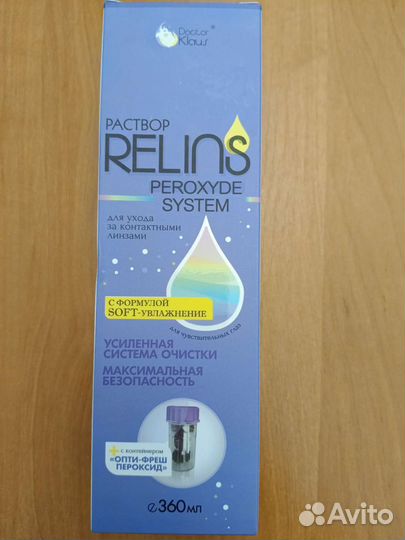 Doctor
Klaus®
РАСТВОР
RELINS
PEROXYDE
SYSTEM
для ухода
за контактными
линзами
С ФОРМУЛОЙ
SOFT-УВЛАЖНЕНИЕ
для чувствительных глаз
УСИЛЕННАЯ
СИСТЕМА ОЧИСТКИ
МАКСИМАЛЬНАЯ
БЕЗОПАСНОСТЬ
+ с контейнером
«ОПТИ-ФРЕШ
ПЕРОКСИД»
℮360мл
Avito